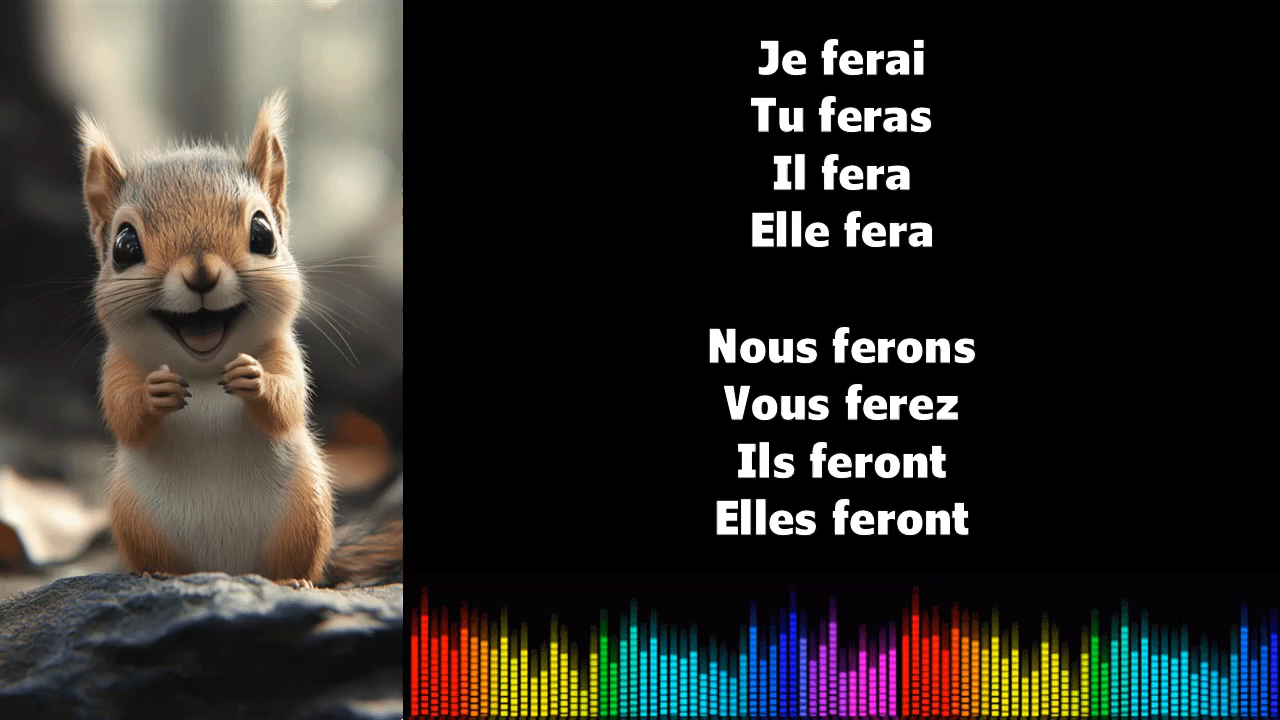 Je ferai
Tu feras
Il fera
Elle fera
Nous ferons
Vous ferez
Ils feront
Elles feront